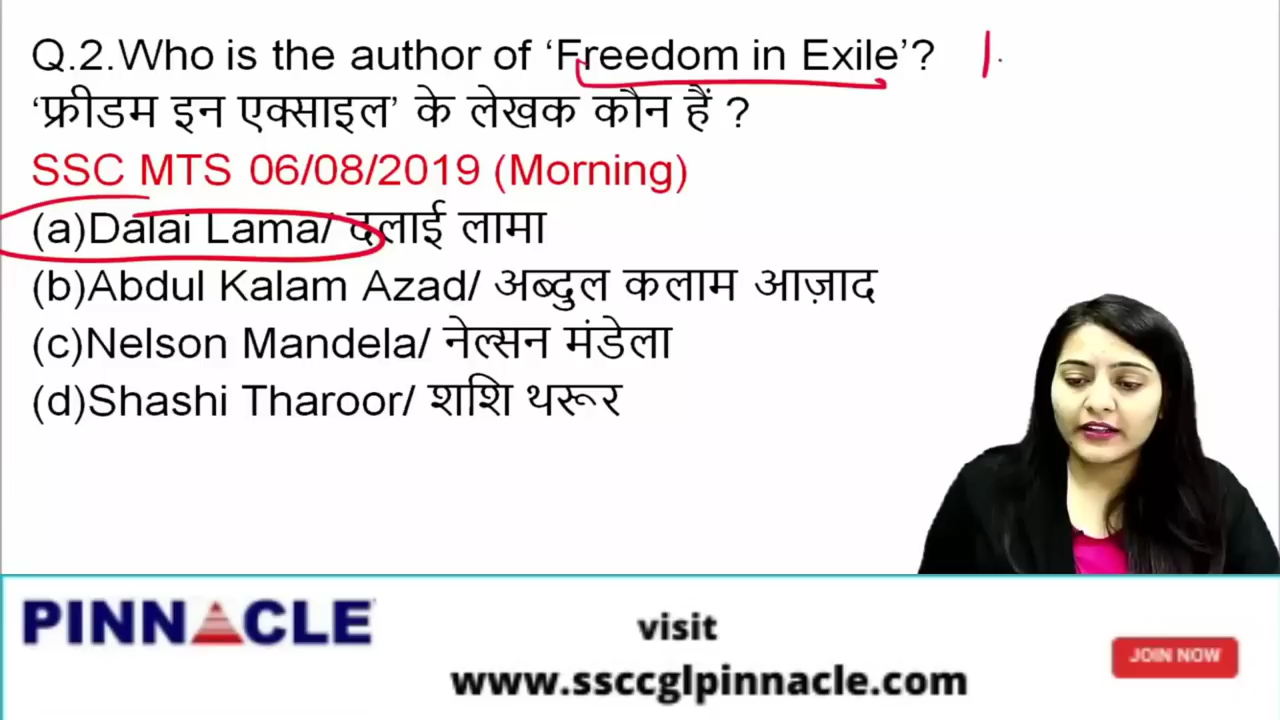 Q.2.Who is the author of ‘Freedom in Exile’?
‘फ्रीडम इन एक्साइल’ के लेखक कौन हैं ?
SSC MTS 06/08/2019 (Morning)
(a)Dalai Lama/ दलाई लामा
(b)Abdul Kalam Azad/ अब्दुल कलाम आज़ाद
(c)Nelson Mandela/ नेल्सन मंडेला
(d)Shashi Tharoor/ शशि थरूर
PINNACLE
visit
www.ssccglpinnacle.com
JOIN NOW